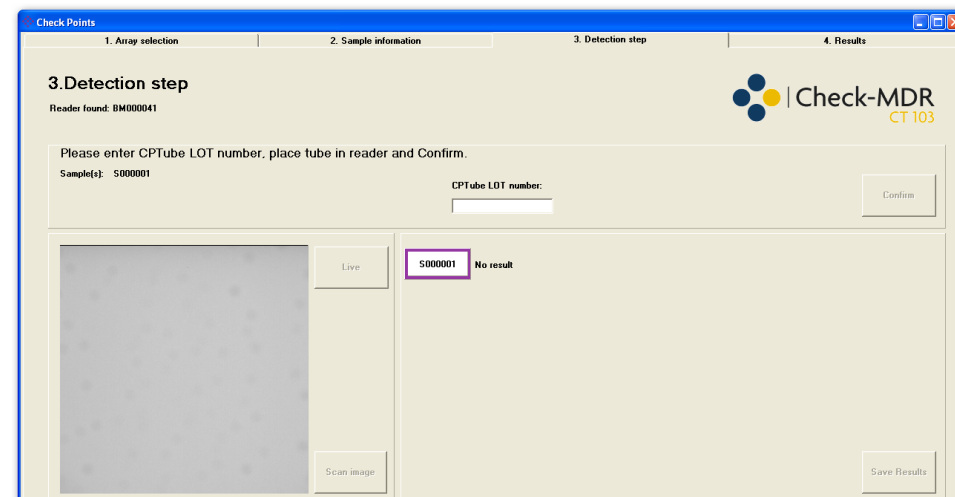 Check Points
1. Array selection
2. Sample information
3. Detection step
4. Results
3.Detection step
Reader found: BM000041
Check-MDR
CT 103
Please enter CPTube LOT number, place tube in reader and Confirm.
Sample(s): S000001
CPTube LOT number:
Confirm
Live
S000001 No result
Scan image
Save Results